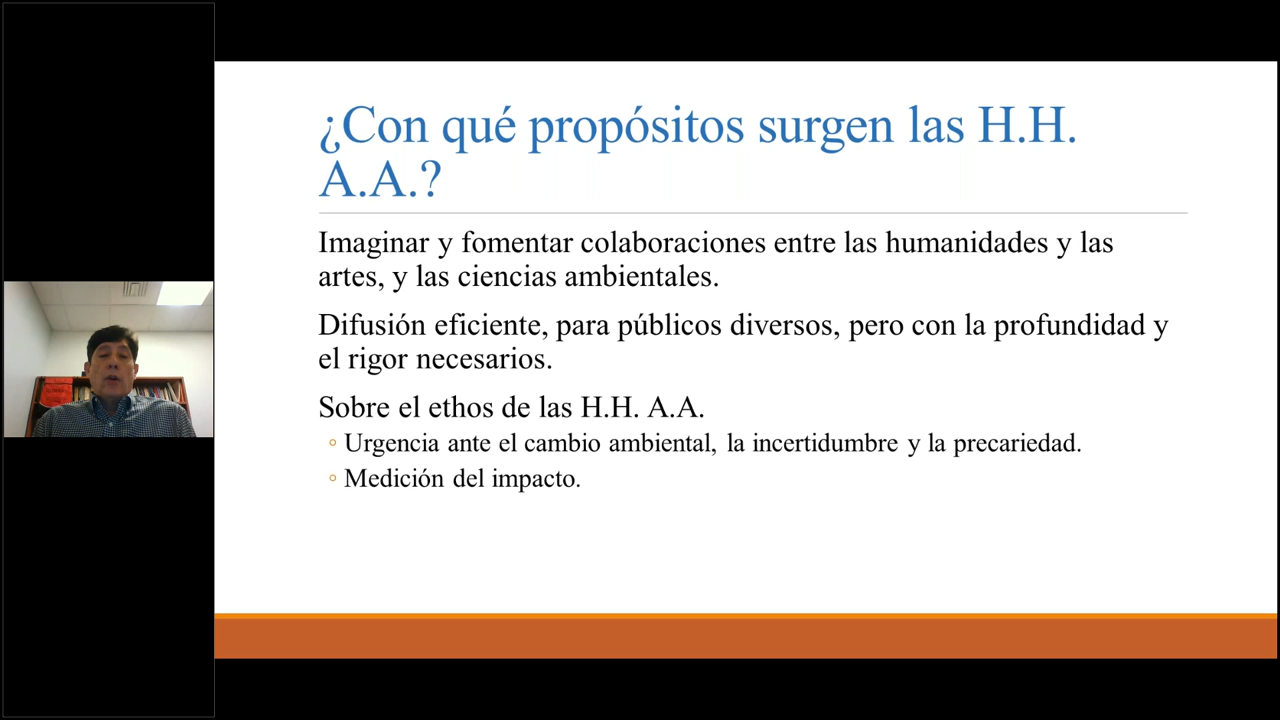 ¿Con qué propósitos surgen las H.H.
A.A.?
Imaginar y fomentar colaboraciones entre las humanidades y las
artes, y las ciencias ambientales.
Difusión eficiente, para públicos diversos, pero con la profundidad y
el rigor necesarios.
Sobre el ethos de las H.H. A.A.
◦ Urgencia ante el cambio ambiental, la incertidumbre y la precariedad.
◦ Medición del impacto.